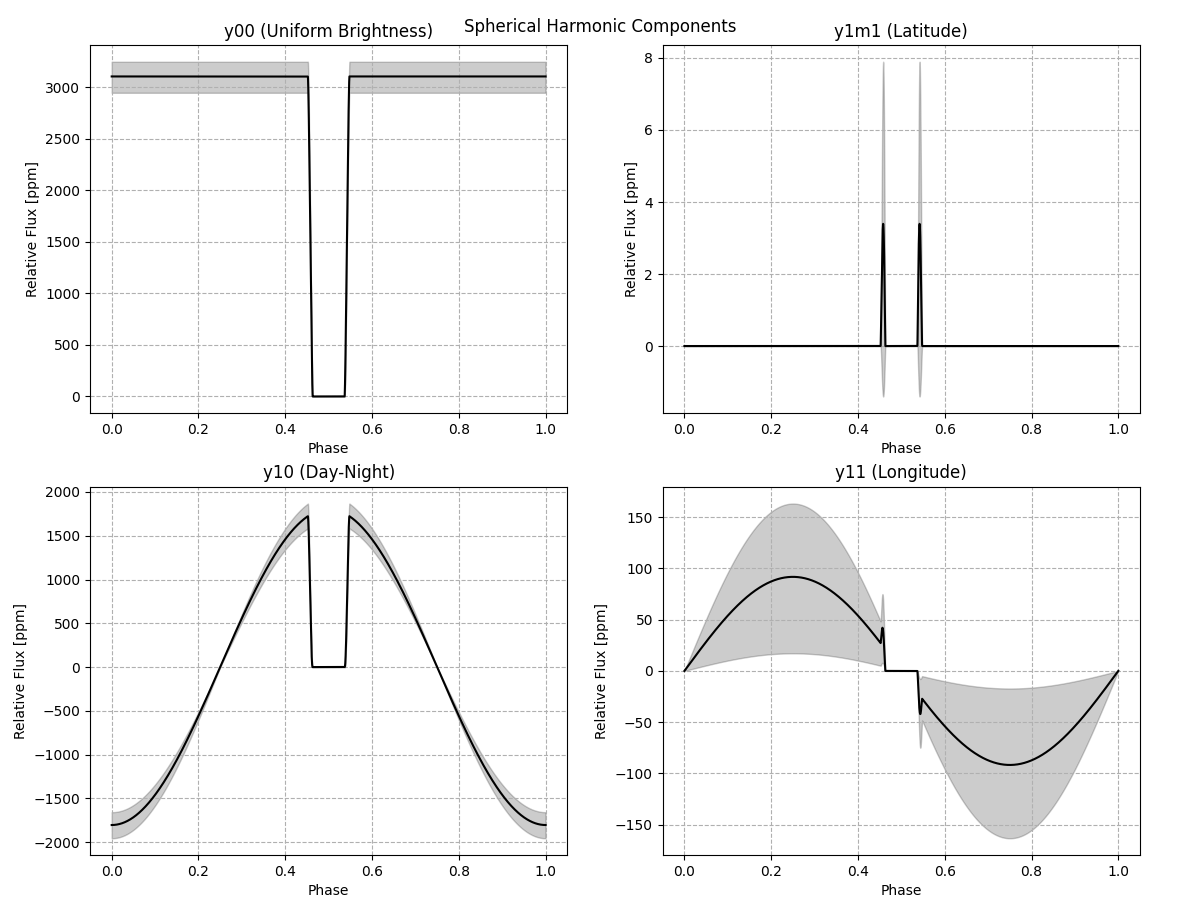 Spherical Harmonic Components
y00 (Uniform Brightness)
3000
2500
2000
1500
1000
500
0
Relative Flux [ppm]
0.0 0.2 0.4 0.6 0.8 1.0
Phase
y1m1 (Latitude)
8
6
4
2
0
Relative Flux [ppm]
0.0 0.2 0.4 0.6 0.8 1.0
Phase
y10 (Day-Night)
2000
1500
1000
500
0
−500
−1000
−1500
−2000
Relative Flux [ppm]
0.0 0.2 0.4 0.6 0.8 1.0
Phase
y11 (Longitude)
150
100
50
0
−50
−100
−150
Relative Flux [ppm]
0.0 0.2 0.4 0.6 0.8 1.0
Phase